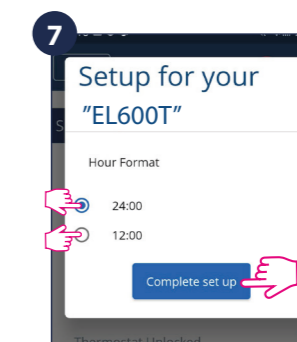 7
Setup for your
"EL600T"
Hour Format
24:00
12:00
Complete set up
Thermostat Unlocked